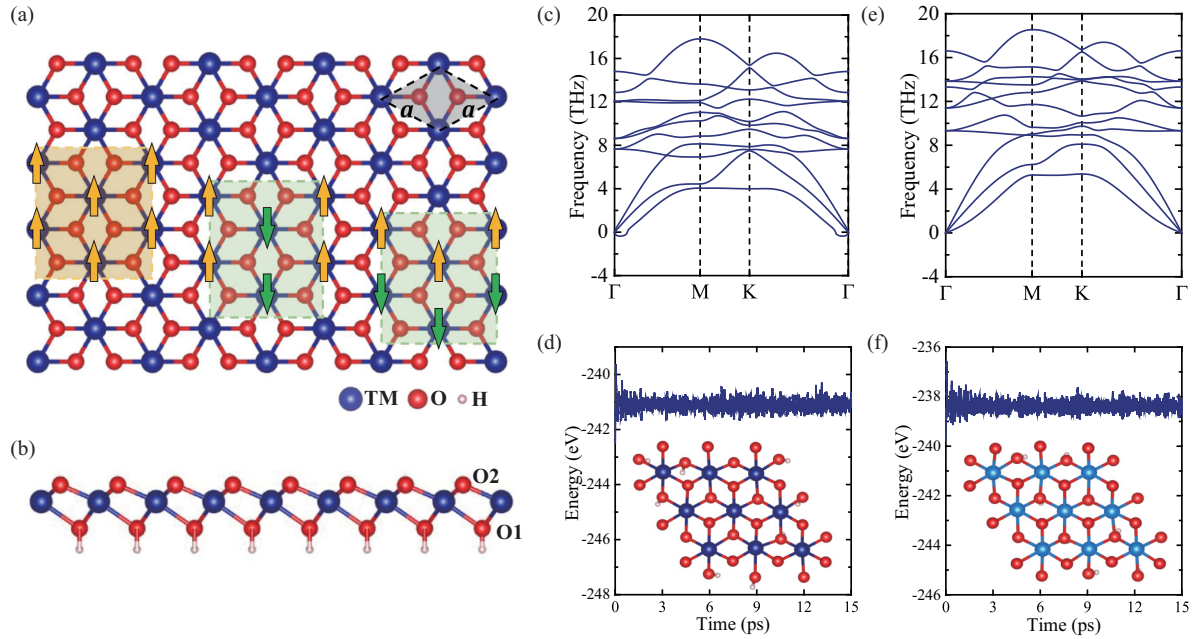 (a)
a
a
TM
O
H
(b)
O2
O1
(c)
Frequency (THz)
20
16
12
8
4
0
-4
Γ
M
K
Γ
(e)
Frequency (THz)
20
16
12
8
4
0
-4
Γ
M
K
Γ
(d)
Energy (eV)
-239
-240
-242
-244
-246
-248
0
3
6
9
12
15
Time (ps)
(f)
Energy (eV)
-236
-238
-240
-242
-244
-246
0
3
6
9
12
15
Time (ps)